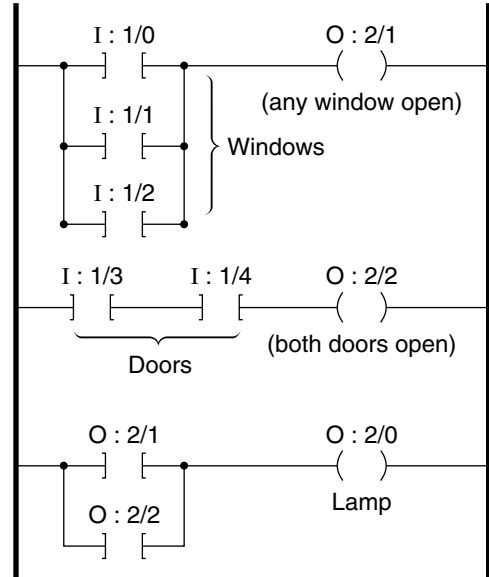 I : 1/0 O : 2/1
(any window open)
I : 1/1
Windows
I : 1/2
I : 1/3 I : 1/4 O : 2/2
(both doors open)
Doors
O : 2/1 O : 2/0
Lamp
O : 2/2